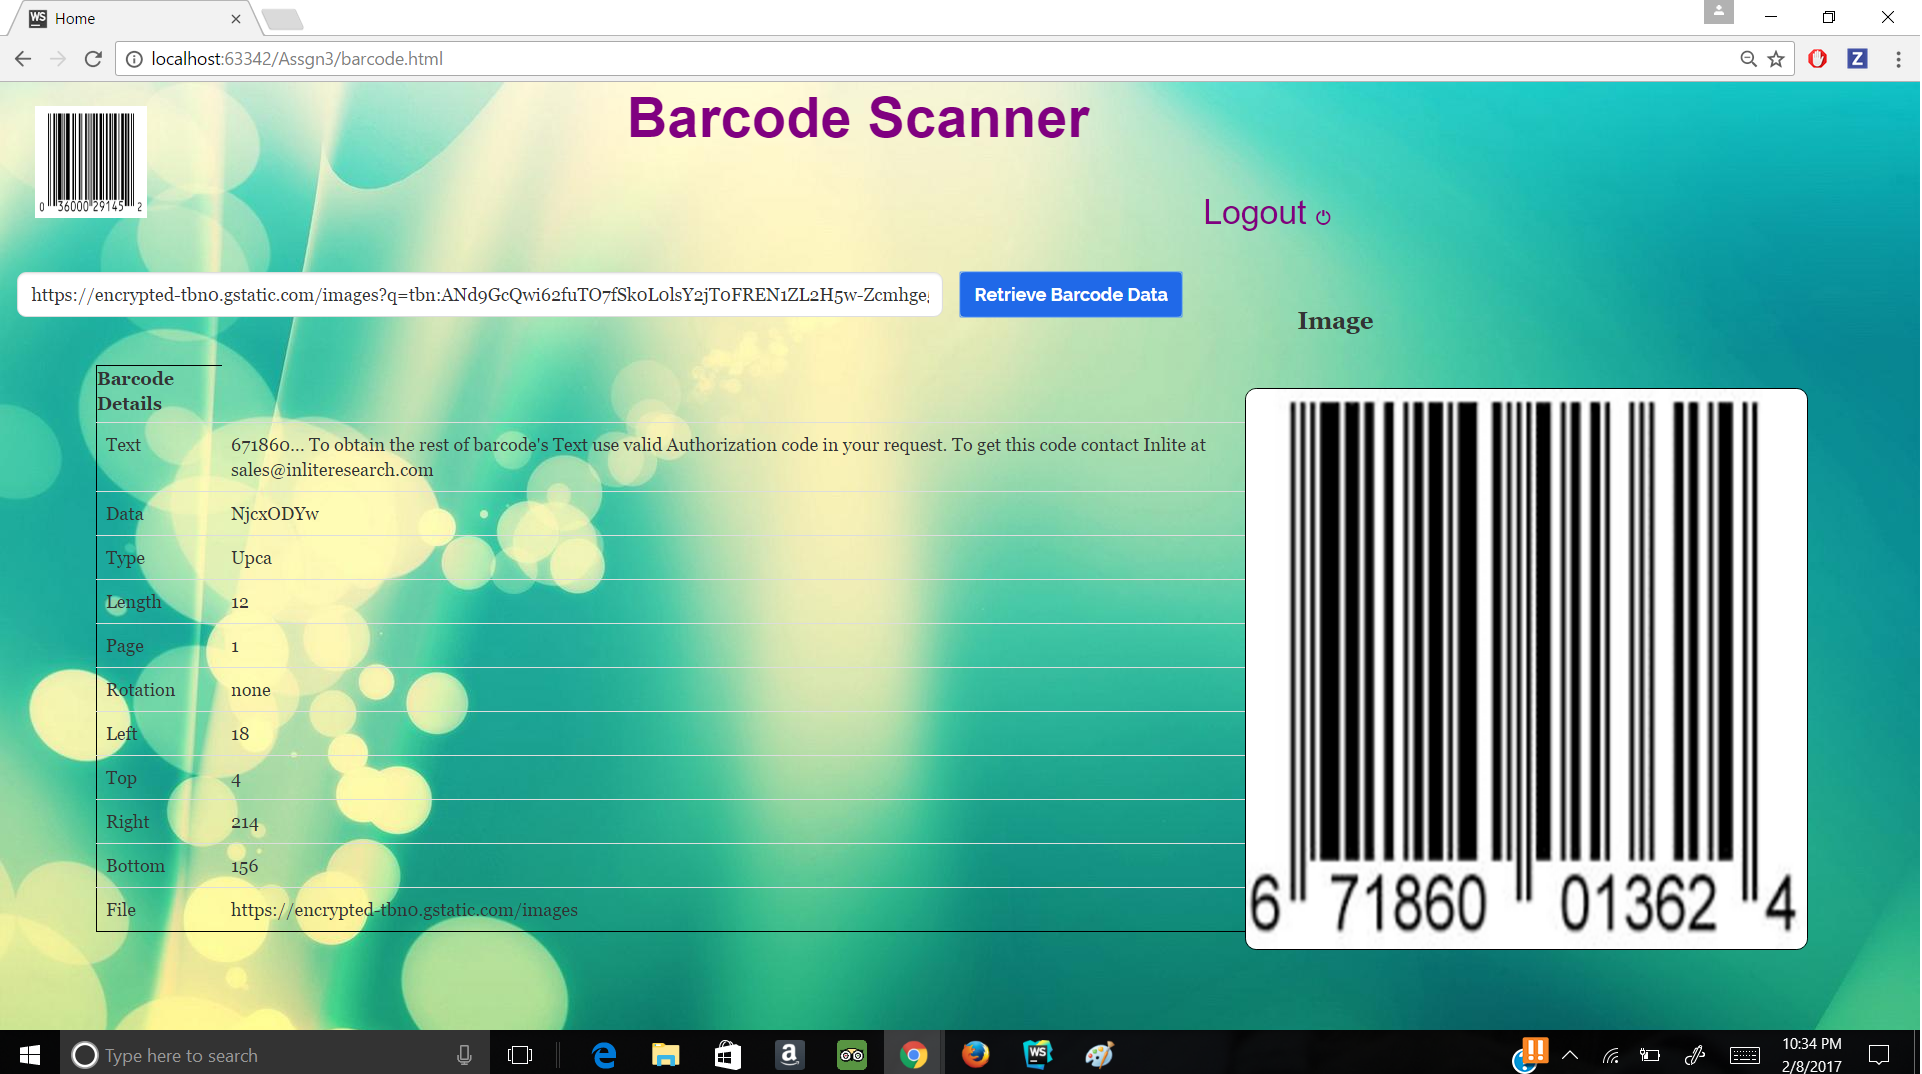 WS Home
localhost:63342/Assgn3/barcode.html
Z
Barcode Scanner
0 36000 29145 2
Logout
https://encrypted-tbn0.gstatic.com/images?q=tbn:ANd9GcQwi62fuTO7fSk0L0lsY2jT0FREN1ZL2H5w-Zcmhge
Retrieve Barcode Data
Image
Barcode
Details
Text 671860... To obtain the rest of barcode's Text use valid Authorization code in your request. To get this code contact Inlite at
sales@inliteresearch.com
Data NjcxODYw
Type Upca
Length 12
Page 1
Rotation none
Left 18
Top 4
Right 214
Bottom 156
File https://encrypted-tbn0.gstatic.com/images
6 71860 01362 4
Type here to search
a
WS
10:34 PM
2/8/2017